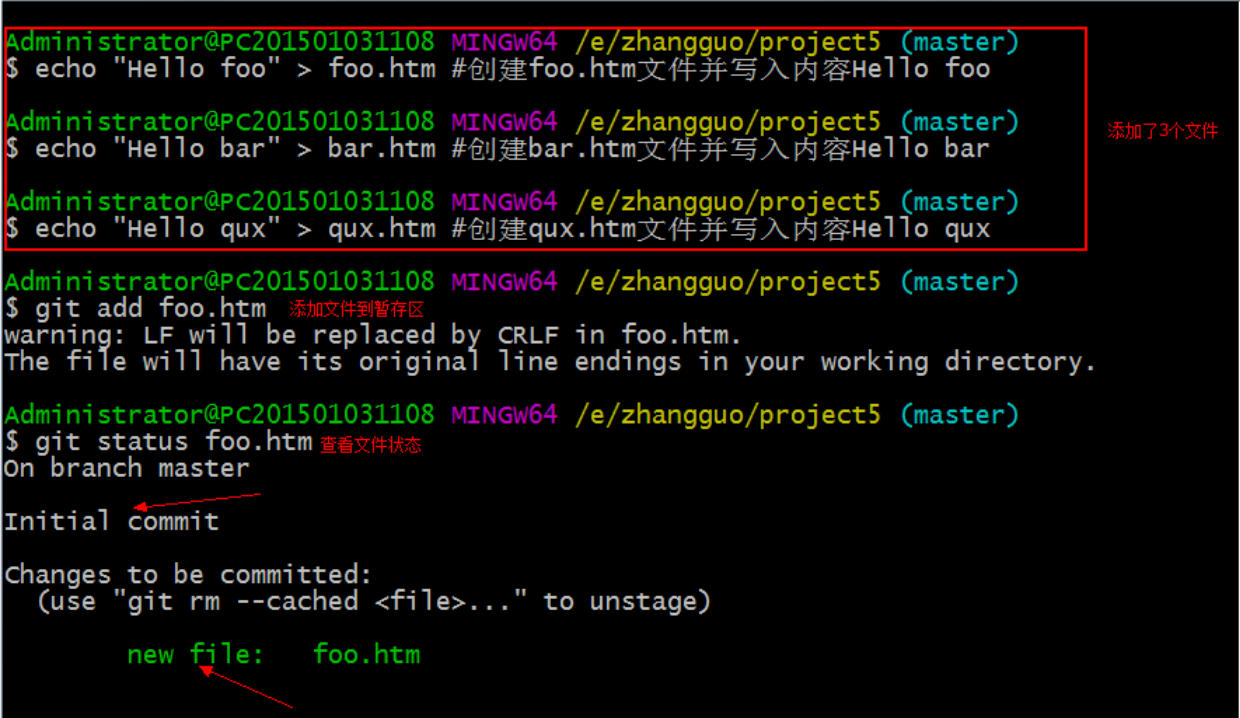 Administrator@PC201501031108 MINGW64 /e/zhangguo/project5 (master)
$ echo "Hello foo" > foo.htm #创建foo.htm文件并写入内容Hello foo
Administrator@PC201501031108 MINGW64 /e/zhangguo/project5 (master)
添加了3个文件
$ echo "Hello bar" > bar.htm #创建bar.htm文件并写入内容Hello bar
Administrator@PC201501031108 MINGW64 /e/zhangguo/project5 (master)
$ echo "Hello qux" > qux.htm #创建qux.htm文件并写入内容Hello qux
Administrator@PC201501031108 MINGW64 /e/zhangguo/project5 (master)
$ git add foo.htm 添加文件到暂存区
warning: LF will be replaced by CRLF in foo.htm.
The file will have its original line endings in your working directory.
Administrator@PC201501031108 MINGW64 /e/zhangguo/project5 (master)
$ git status foo.htm 查看文件状态
On branch master
Initial commit
Changes to be committed:
(use "git rm --cached <file>..." to unstage)
new file: foo.htm